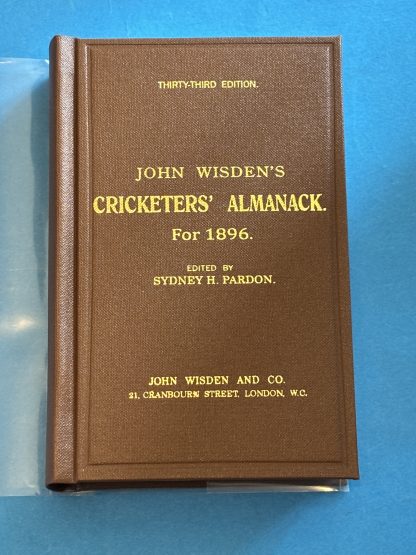 THIRTY-THIRD EDITION.
JOHN WISDEN'S
CRICKETERS' ALMANACK.
For 1896.
EDITED BY
SYDNEY H. PARDON.
JOHN WISDEN AND CO.
21, CRANBOURN STREET, LONDON, W.C.